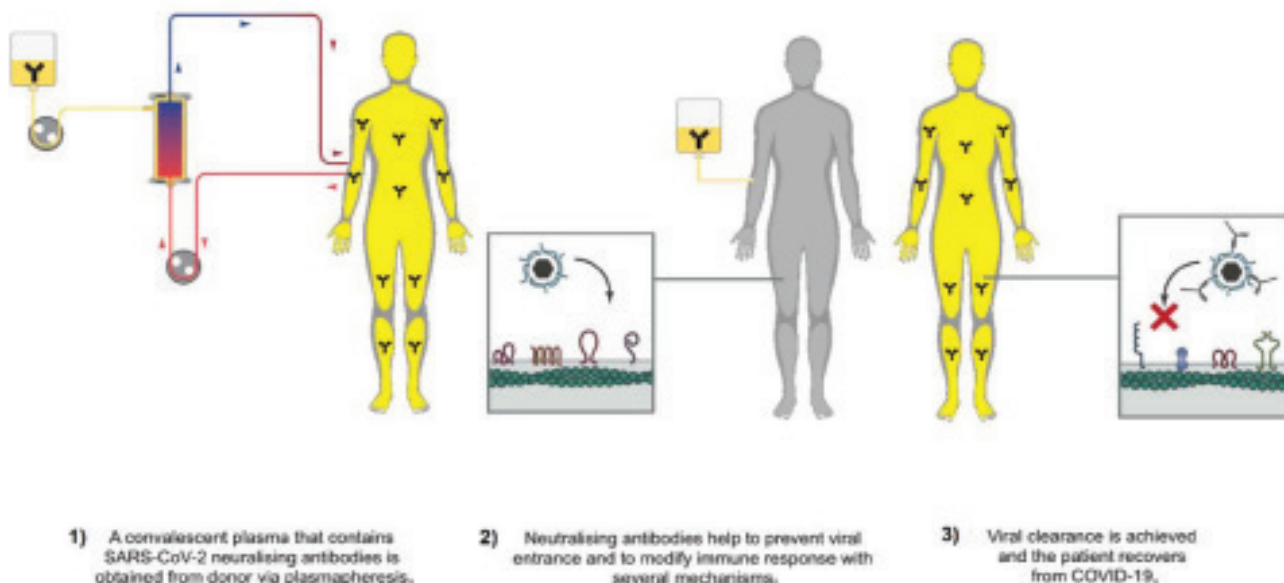 1) A convalescent plasma that contains
SARS-CoV-2 neuralising antibodies is
obtained from donor via plasmapheresis.
2) Neutralising antibodies help to prevent viral
entrance and to modify immune response with
several mechanisms.
3) Viral clearance is achieved
and the patient recovers
from COVID-19.